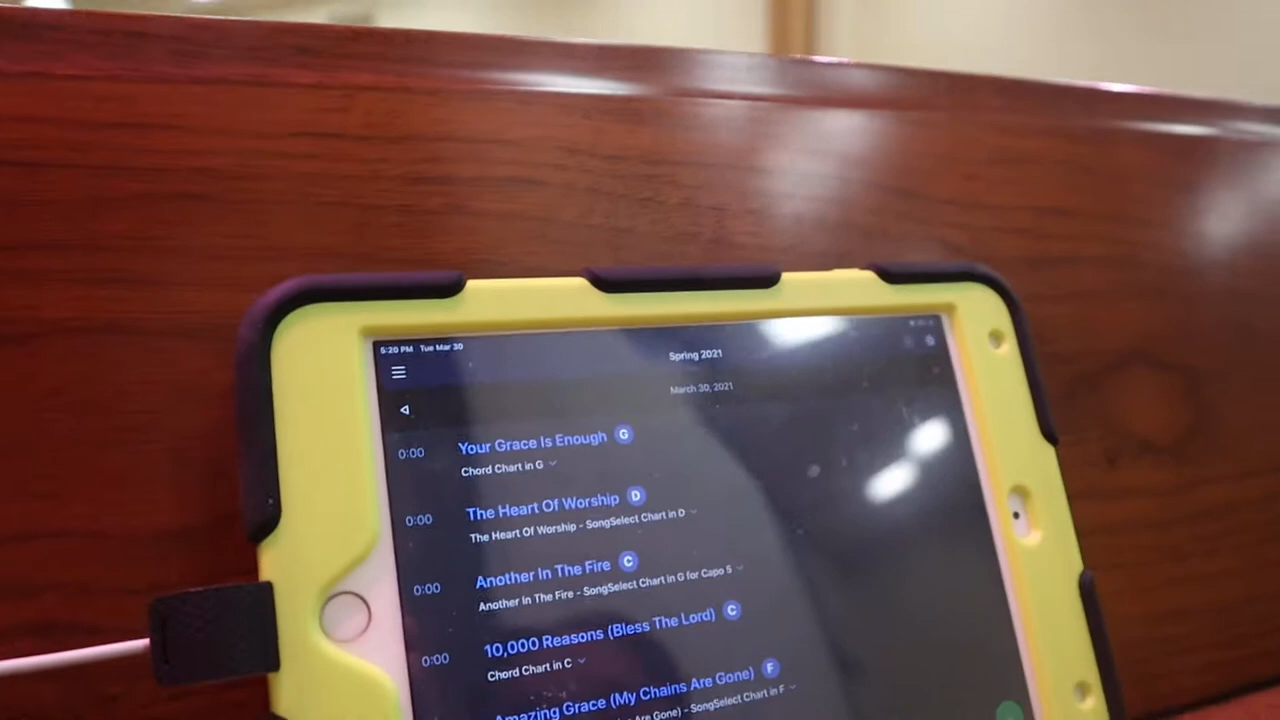 5:20 PM Tue Mar 30
Spring 2021
March 30, 2021
0:00 Your Grace Is Enough G
Chord Chart in G
0:00 The Heart Of Worship D
The Heart Of Worship - SongSelect Chart in D
0:00 Another In The Fire C
Another In The Fire - SongSelect Chart in G for Capo 5
0:00 10,000 Reasons (Bless The Lord) C
Chord Chart in C
Amazing Grace (My Chains Are Gone) F
Are Gone) - SongSelect Chart in F